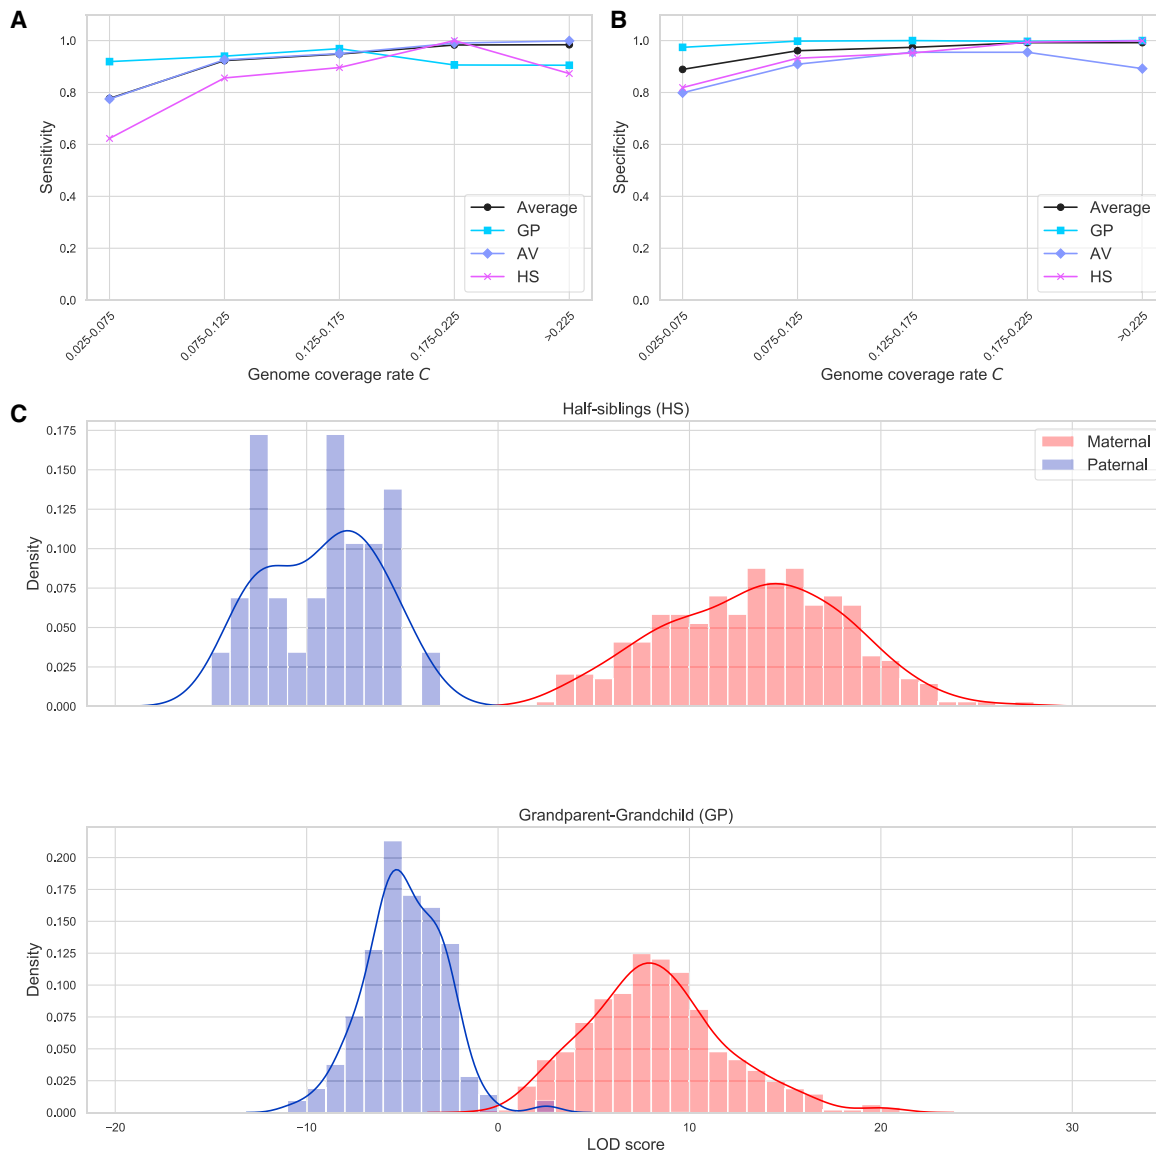 A
1.0
0.8
0.6
0.4
0.2
0.0
Sensitivity
Average
GP
AV
HS
0.025-0.075
0.075-0.125
0.125-0.175
0.175-0.225
>0.225
Genome coverage rate C
B
1.0
0.8
0.6
0.4
0.2
0.0
Specificity
Average
GP
AV
HS
0.025-0.075
0.075-0.125
0.125-0.175
0.175-0.225
>0.225
Genome coverage rate C
C
Half-siblings (HS)
0.175
0.150
0.125
0.100
0.075
0.050
0.025
0.000
Density
Maternal
Paternal
Grandparent-Grandchild (GP)
0.200
0.175
0.150
0.125
0.100
0.075
0.050
0.025
0.000
Density
−20 −10 0 10 20 30
LOD score